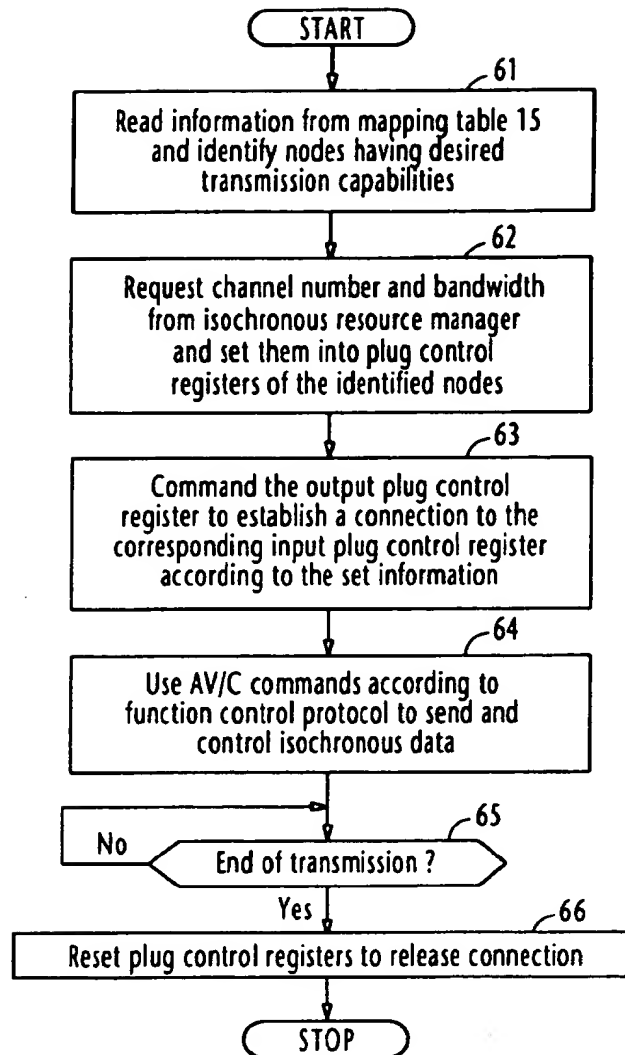 START
61
Read information from mapping table 15
and identify nodes having desired
transmission capabilities
62
Request channel number and bandwidth
from isochronous resource manager
and set them into plug control
registers of the identified nodes
63
Command the output plug control
register to establish a connection to the
corresponding input plug control register
according to the set information
64
Use AV/C commands according to
function control protocol to send and
control isochronous data
65
No
End of transmission ?
Yes
66
Reset plug control registers to release connection
STOP